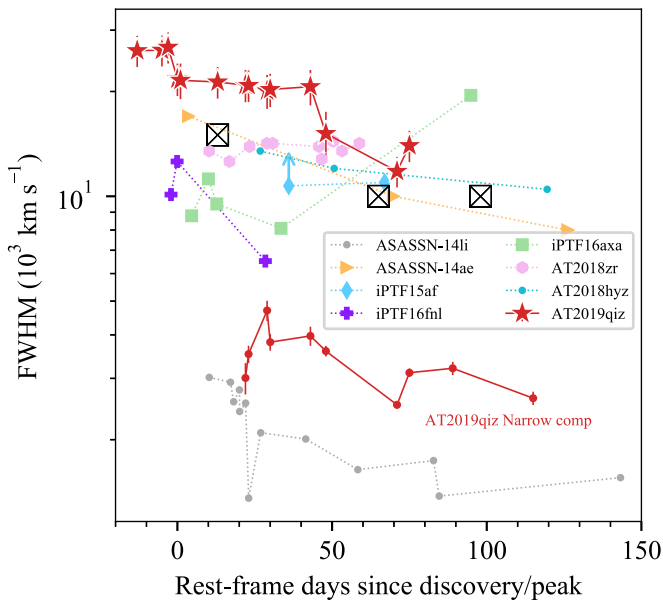 FWHM (10³ km s⁻¹)
10¹
ASASSN-14li
ASASSN-14ae
iPTF15af
iPTF16fnl
iPTF16axa
AT2018zr
AT2018hyz
AT2019qiz
AT2019qiz Narrow comp
0 50 100 150
Rest-frame days since discovery/peak